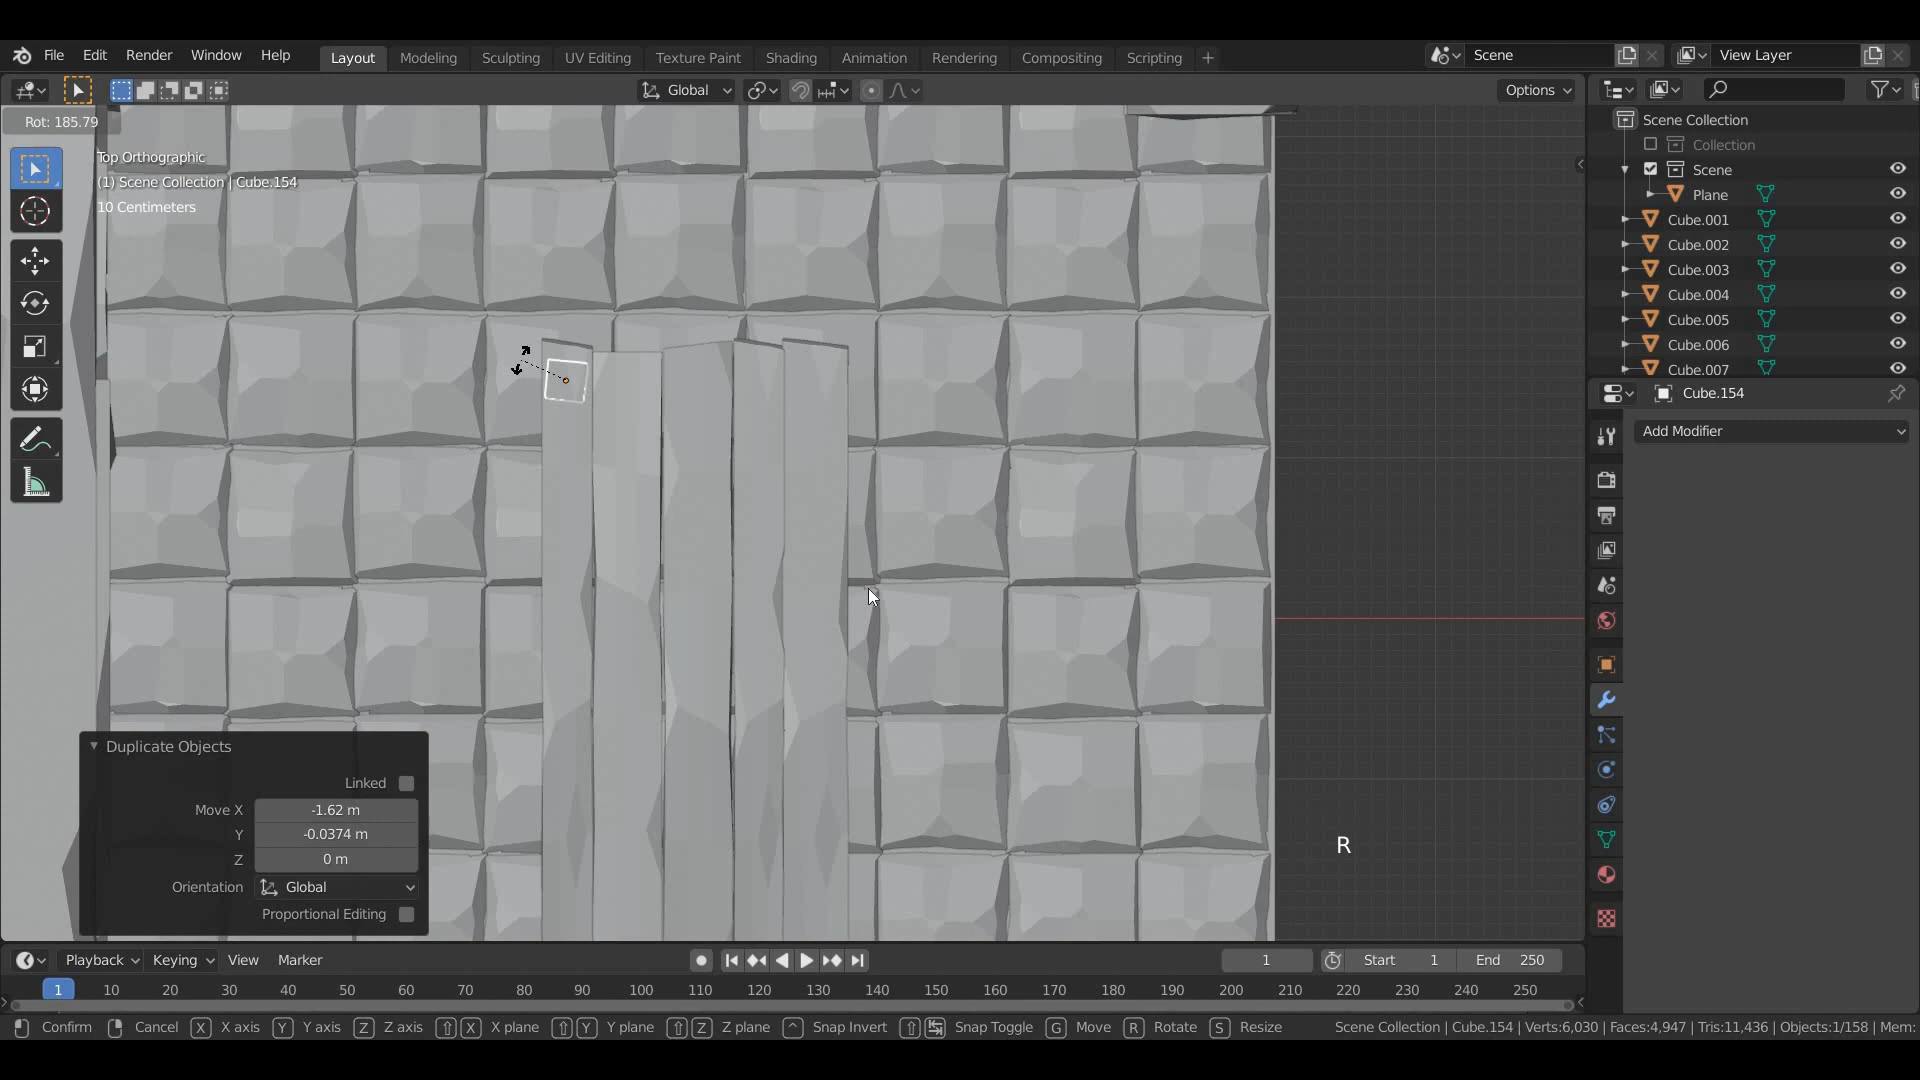 File Edit Render Window Help Layout Modeling Sculpting UV Editing Texture Paint Shading Animation Rendering Compositing Scripting + Scene View Layer
Global Options
Rot: 185.79
Top Orthographic
(1) Scene Collection | Cube.154
10 Centimeters
Scene Collection
Collection
Scene
Plane
Cube.001
Cube.002
Cube.003
Cube.004
Cube.005
Cube.006
Cube.007
Cube.154
Add Modifier
Duplicate Objects
Linked
Move X -1.62 m
Y -0.0374 m
Z 0 m
Orientation Global
Proportional Editing
R
Playback Keying View Marker 1 Start 1 End 250
1 10 20 30 40 50 60 70 80 90 100 110 120 130 140 150 160 170 180 190 200 210 220 230 240 250
Confirm Cancel X X axis Y Y axis Z Z axis X X plane Y Y plane Z Z plane ^ Snap Invert Snap Toggle G Move R Rotate S Resize Scene Collection | Cube.154 | Verts:6,030 | Faces:4,947 | Tris:11,436 | Objects:1/158 | Mem: